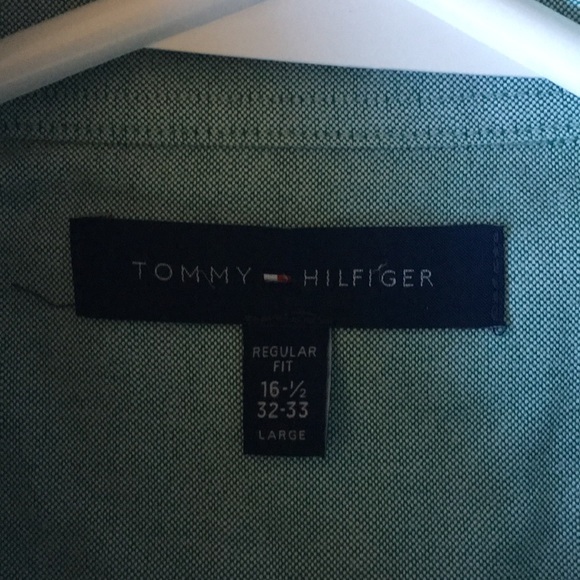 TOMMY HILFIGER
REGULAR
FIT
16-½
32-33
LARGE